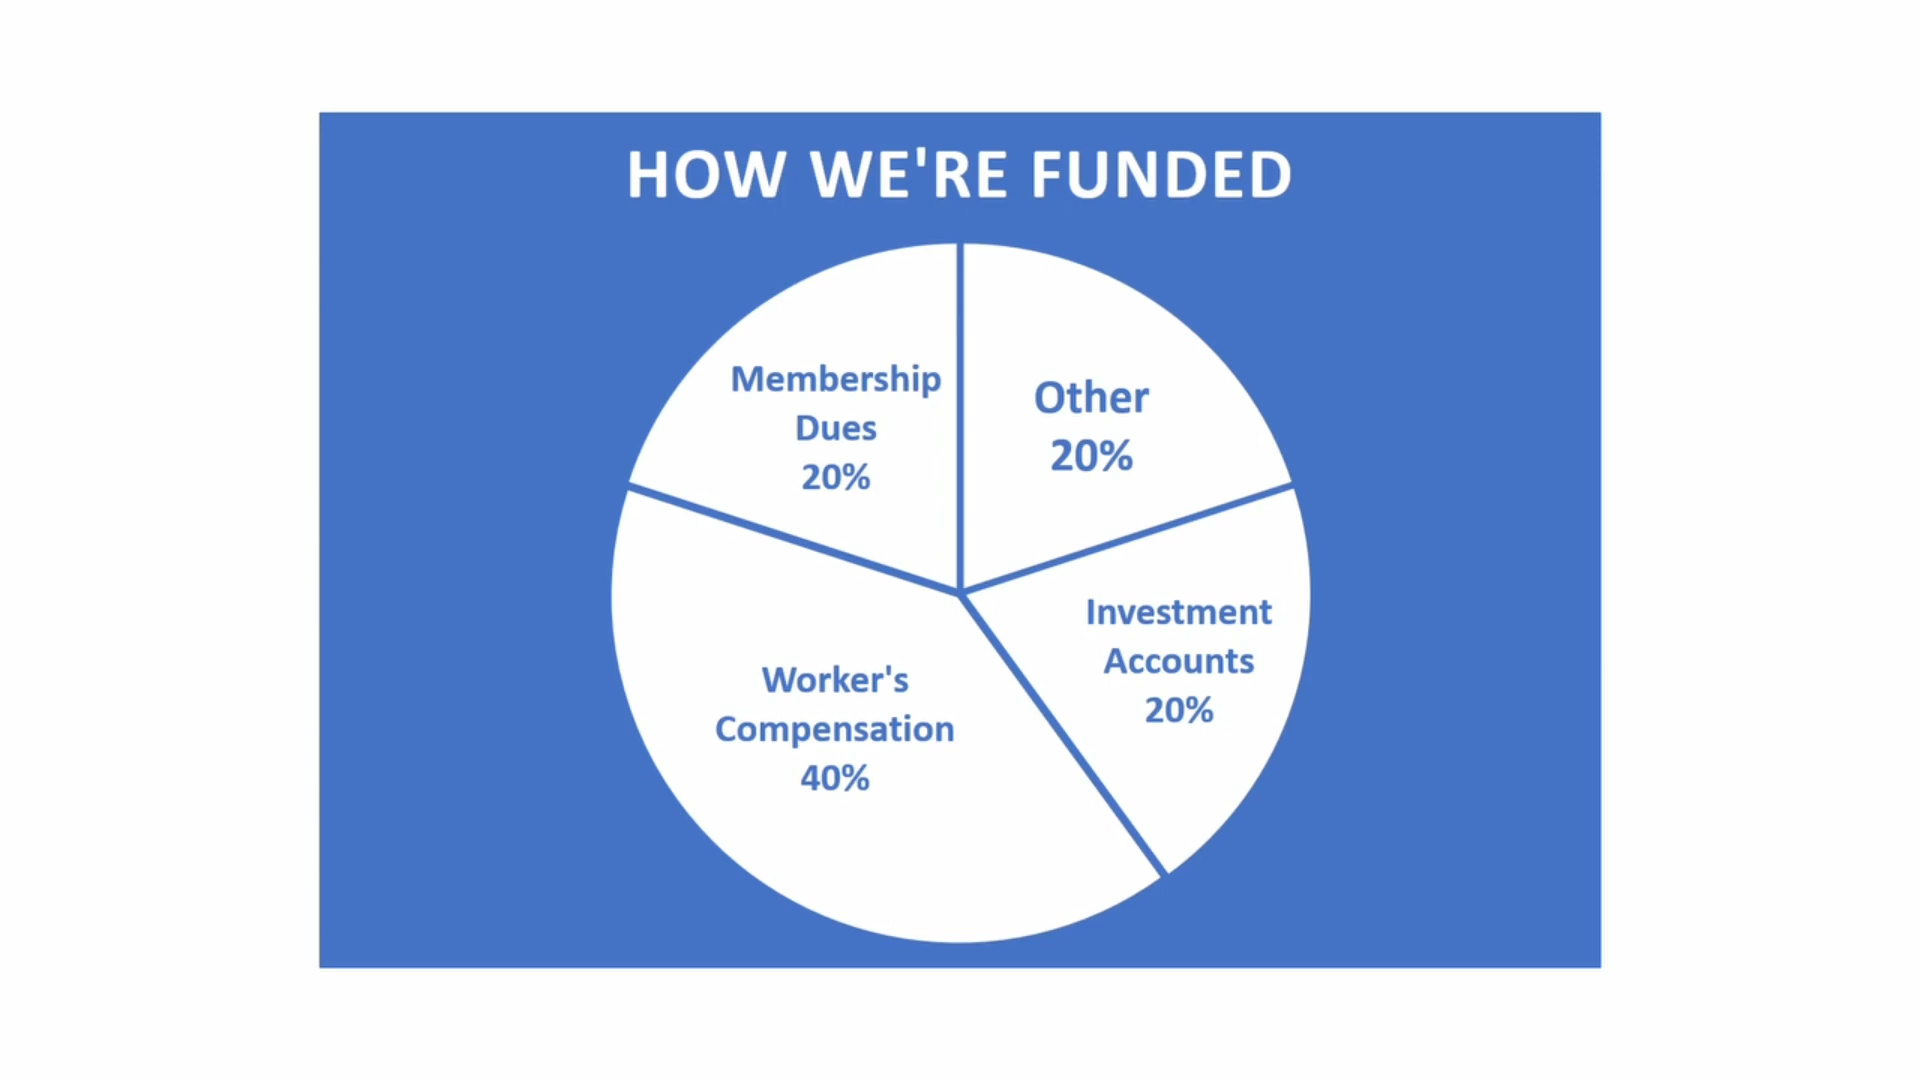 HOW WE'RE FUNDED
Membership
Dues
20%
Other
20%
Investment
Accounts
20%
Worker's
Compensation
40%